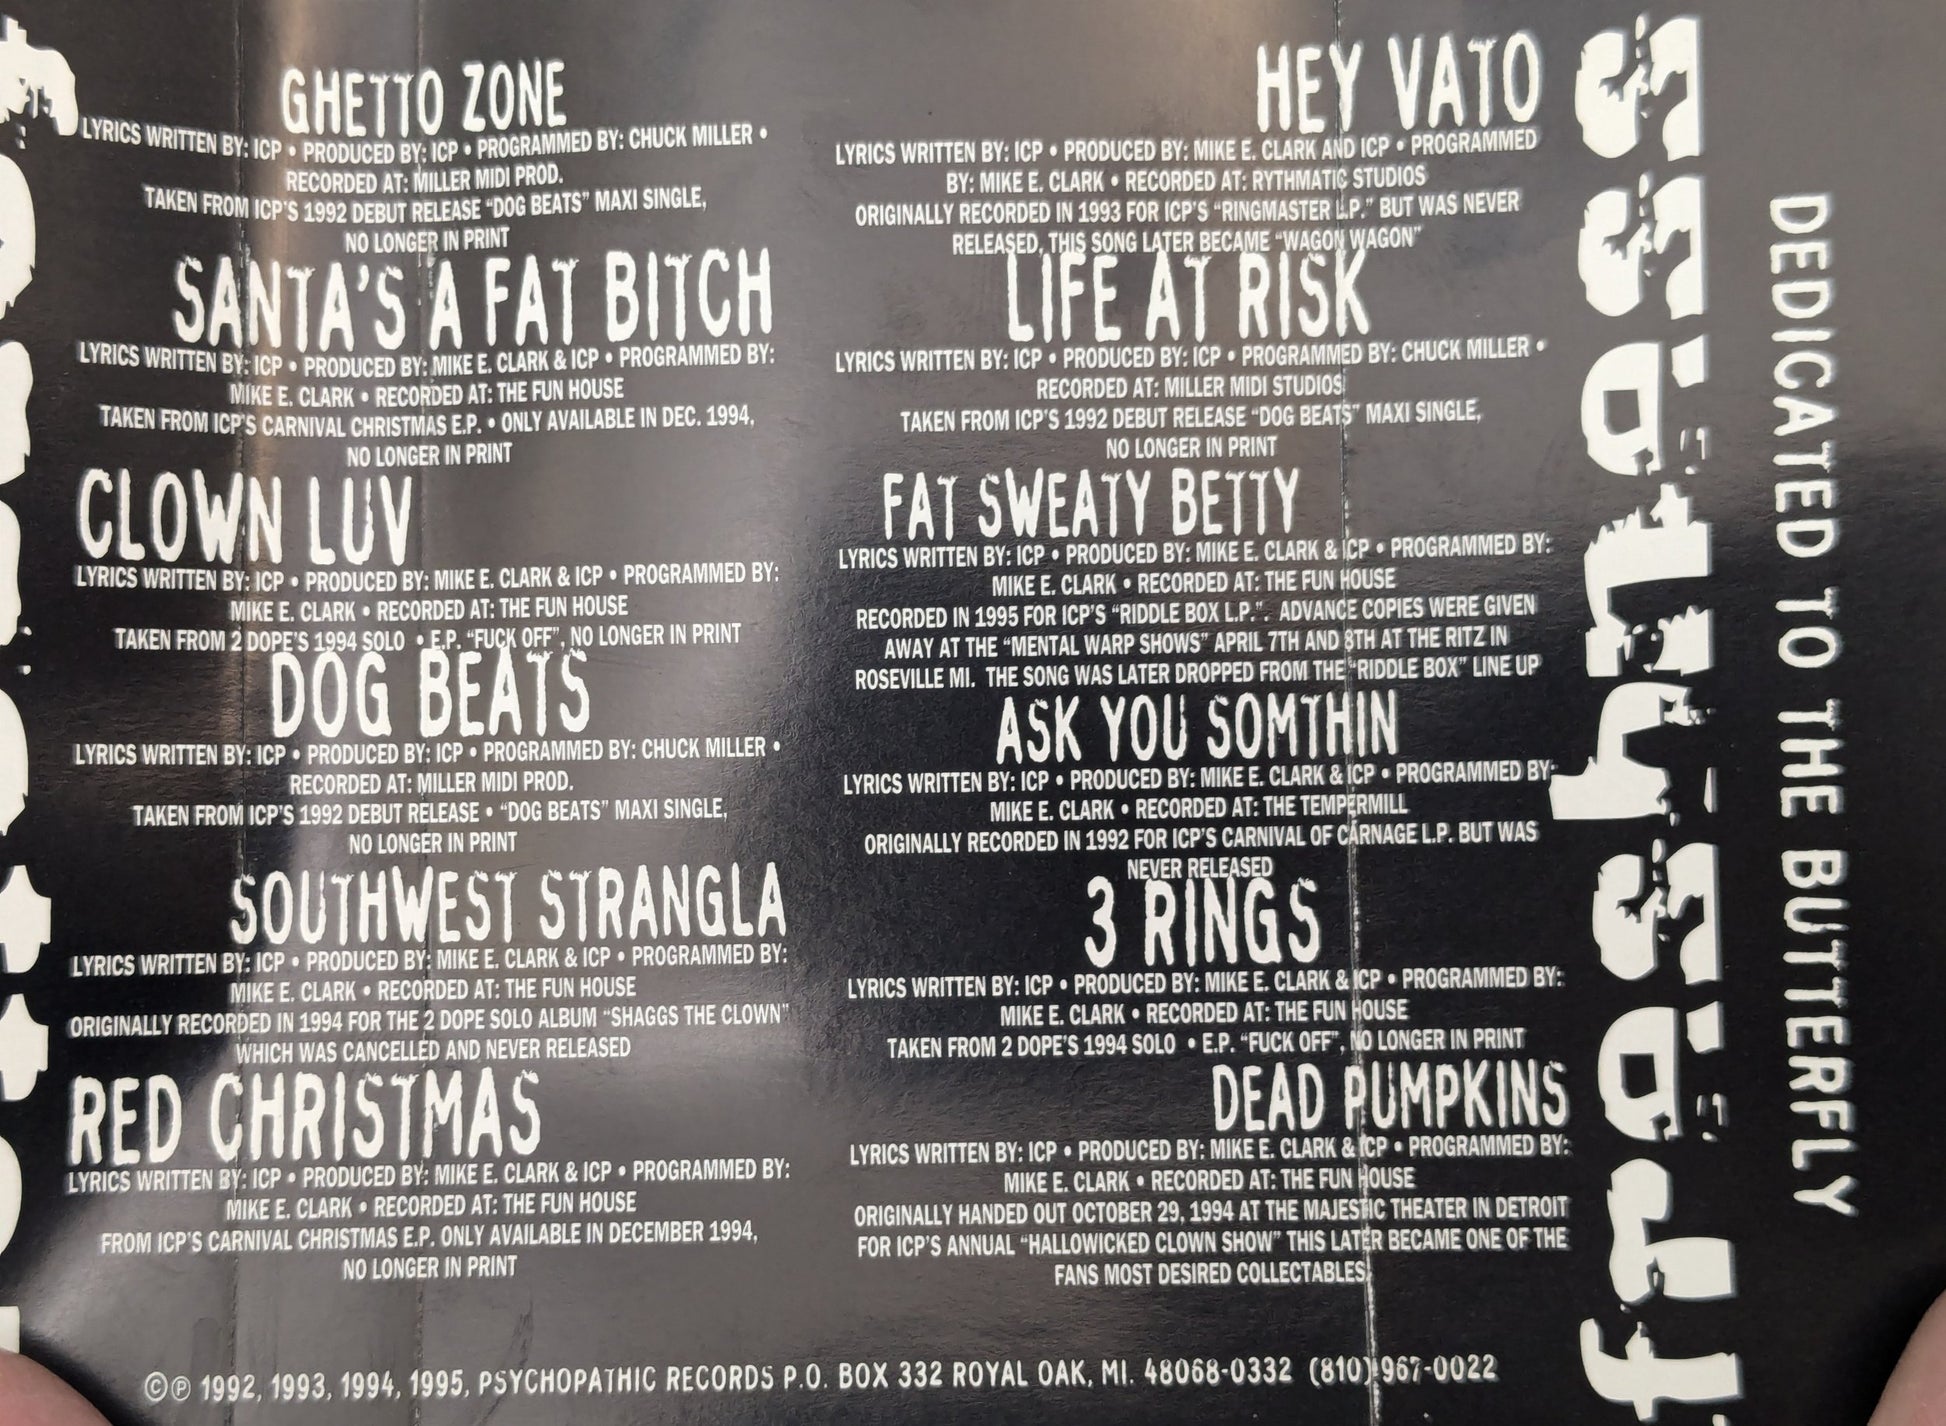 GHETTO ZONE
LYRICS WRITTEN BY: ICP • PRODUCED BY: ICP • PROGRAMMED BY: CHUCK MILLER •
RECORDED AT: MILLER MIDI PROD.
TAKEN FROM ICP'S 1992 DEBUT RELEASE "DOG BEATS" MAXI SINGLE,
NO LONGER IN PRINT
SANTA'S A FAT BITCH
LYRICS WRITTEN BY: ICP • PRODUCED BY: MIKE E. CLARK & ICP • PROGRAMMED BY:
MIKE E. CLARK • RECORDED AT: THE FUN HOUSE
TAKEN FROM ICP'S CARNIVAL CHRISTMAS E.P. • ONLY AVAILABLE IN DEC. 1994,
NO LONGER IN PRINT
CLOWN LUV
LYRICS WRITTEN BY: ICP • PRODUCED BY: MIKE E. CLARK & ICP • PROGRAMMED BY:
MIKE E. CLARK • RECORDED AT: THE FUN HOUSE
TAKEN FROM 2 DOPE'S 1994 SOLO • E.P. "FUCK OFF", NO LONGER IN PRINT
DOG BEATS
LYRICS WRITTEN BY: ICP • PRODUCED BY: ICP • PROGRAMMED BY: CHUCK MILLER •
RECORDED AT: MILLER MIDI PROD.
TAKEN FROM ICP'S 1992 DEBUT RELEASE • "DOG BEATS" MAXI SINGLE,
NO LONGER IN PRINT
SOUTHWEST STRANGLA
LYRICS WRITTEN BY: ICP • PRODUCED BY: MIKE E. CLARK & ICP • PROGRAMMED BY:
MIKE E. CLARK • RECORDED AT: THE FUN HOUSE
ORIGINALLY RECORDED IN 1994 FOR THE 2 DOPE SOLO ALBUM "SHAGGS THE CLOWN"
WHICH WAS CANCELLED AND NEVER RELEASED
RED CHRISTMAS
LYRICS WRITTEN BY: ICP • PRODUCED BY: MIKE E. CLARK & ICP • PROGRAMMED BY:
MIKE E. CLARK • RECORDED AT: THE FUN HOUSE
FROM ICP'S CARNIVAL CHRISTMAS E.P. ONLY AVAILABLE IN DECEMBER 1994,
NO LONGER IN PRINT
HEY VATO
LYRICS WRITTEN BY: ICP • PRODUCED BY: MIKE E. CLARK AND ICP • PROGRAMMED
BY: MIKE E. CLARK • RECORDED AT: RYTHMATIC STUDIOS
ORIGINALLY RECORDED IN 1993 FOR ICP'S "RINGMASTER L.P." BUT WAS NEVER
RELEASED, THIS SONG LATER BECAME "WAGON WAGON"
LIFE AT RISK
LYRICS WRITTEN BY: ICP • PRODUCED BY: ICP • PROGRAMMED BY: CHUCK MILLER •
RECORDED AT: MILLER MIDI STUDIOS
TAKEN FROM ICP'S 1992 DEBUT RELEASE "DOG BEATS" MAXI SINGLE,
NO LONGER IN PRINT
FAT SWEATY BETTY
LYRICS WRITTEN BY: ICP • PRODUCED BY: MIKE E. CLARK & ICP • PROGRAMMED BY:
MIKE E. CLARK • RECORDED AT: THE FUN HOUSE
RECORDED IN 1995 FOR ICP'S "RIDDLE BOX L.P.". ADVANCE COPIES WERE GIVEN
AWAY AT THE "MENTAL WARP SHOWS" APRIL 7TH AND 8TH AT THE RITZ IN
ROSEVILLE MI. THE SONG WAS LATER DROPPED FROM THE "RIDDLE BOX" LINE UP
ASK YOU SOMTHIN
LYRICS WRITTEN BY: ICP • PRODUCED BY: MIKE E. CLARK & ICP • PROGRAMMED BY:
MIKE E. CLARK • RECORDED AT: THE TEMPERMILL
ORIGINALLY RECORDED IN 1992 FOR ICP'S CARNIVAL OF CARNAGE L.P. BUT WAS
NEVER RELEASED
3 RINGS
LYRICS WRITTEN BY: ICP • PRODUCED BY: MIKE E. CLARK & ICP • PROGRAMMED BY:
MIKE E. CLARK • RECORDED AT: THE FUN HOUSE
TAKEN FROM 2 DOPE'S 1994 SOLO • E.P. "FUCK OFF", NO LONGER IN PRINT
DEAD PUMPKINS
LYRICS WRITTEN BY: ICP • PRODUCED BY: MIKE E. CLARK & ICP • PROGRAMMED BY:
MIKE E. CLARK • RECORDED AT: THE FUN HOUSE
ORIGINALLY HANDED OUT OCTOBER 29, 1994 AT THE MAJESTIC THEATER IN DETROIT
FOR ICP'S ANNUAL "HALLOWICKED CLOWN SHOW" THIS LATER BECAME ONE OF THE
FANS MOST DESIRED COLLECTABLES
©℗ 1992, 1993, 1994, 1995, PSYCHOPATHIC RECORDS P.O. BOX 332 ROYAL OAK, MI. 48068-0332 (810) 967-0022
DEDICATED TO THE BUTTERFLY